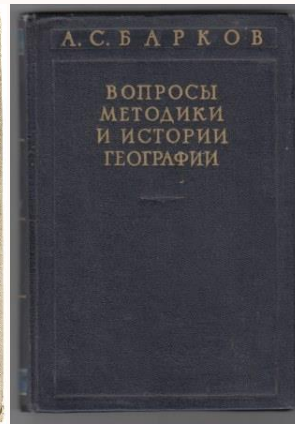 А. С. БАРКОВ
ВОПРОСЫ
МЕТОДИКИ
И ИСТОРИИ
ГЕОГРАФИИ